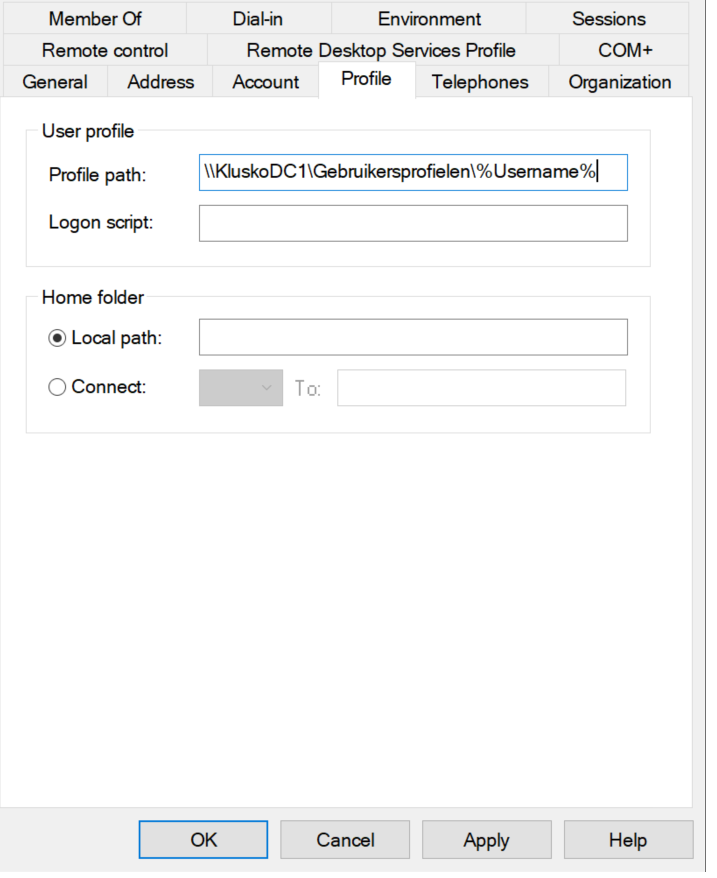 Member Of Dial-in Environment Sessions
Remote control Remote Desktop Services Profile COM+
General Address Account Profile Telephones Organization
User profile
Profile path: \\KluskoDC1\Gebruikersprofielen\%Username%
Logon script:
Home folder
Local path:
Connect: To:
OK Cancel Apply Help